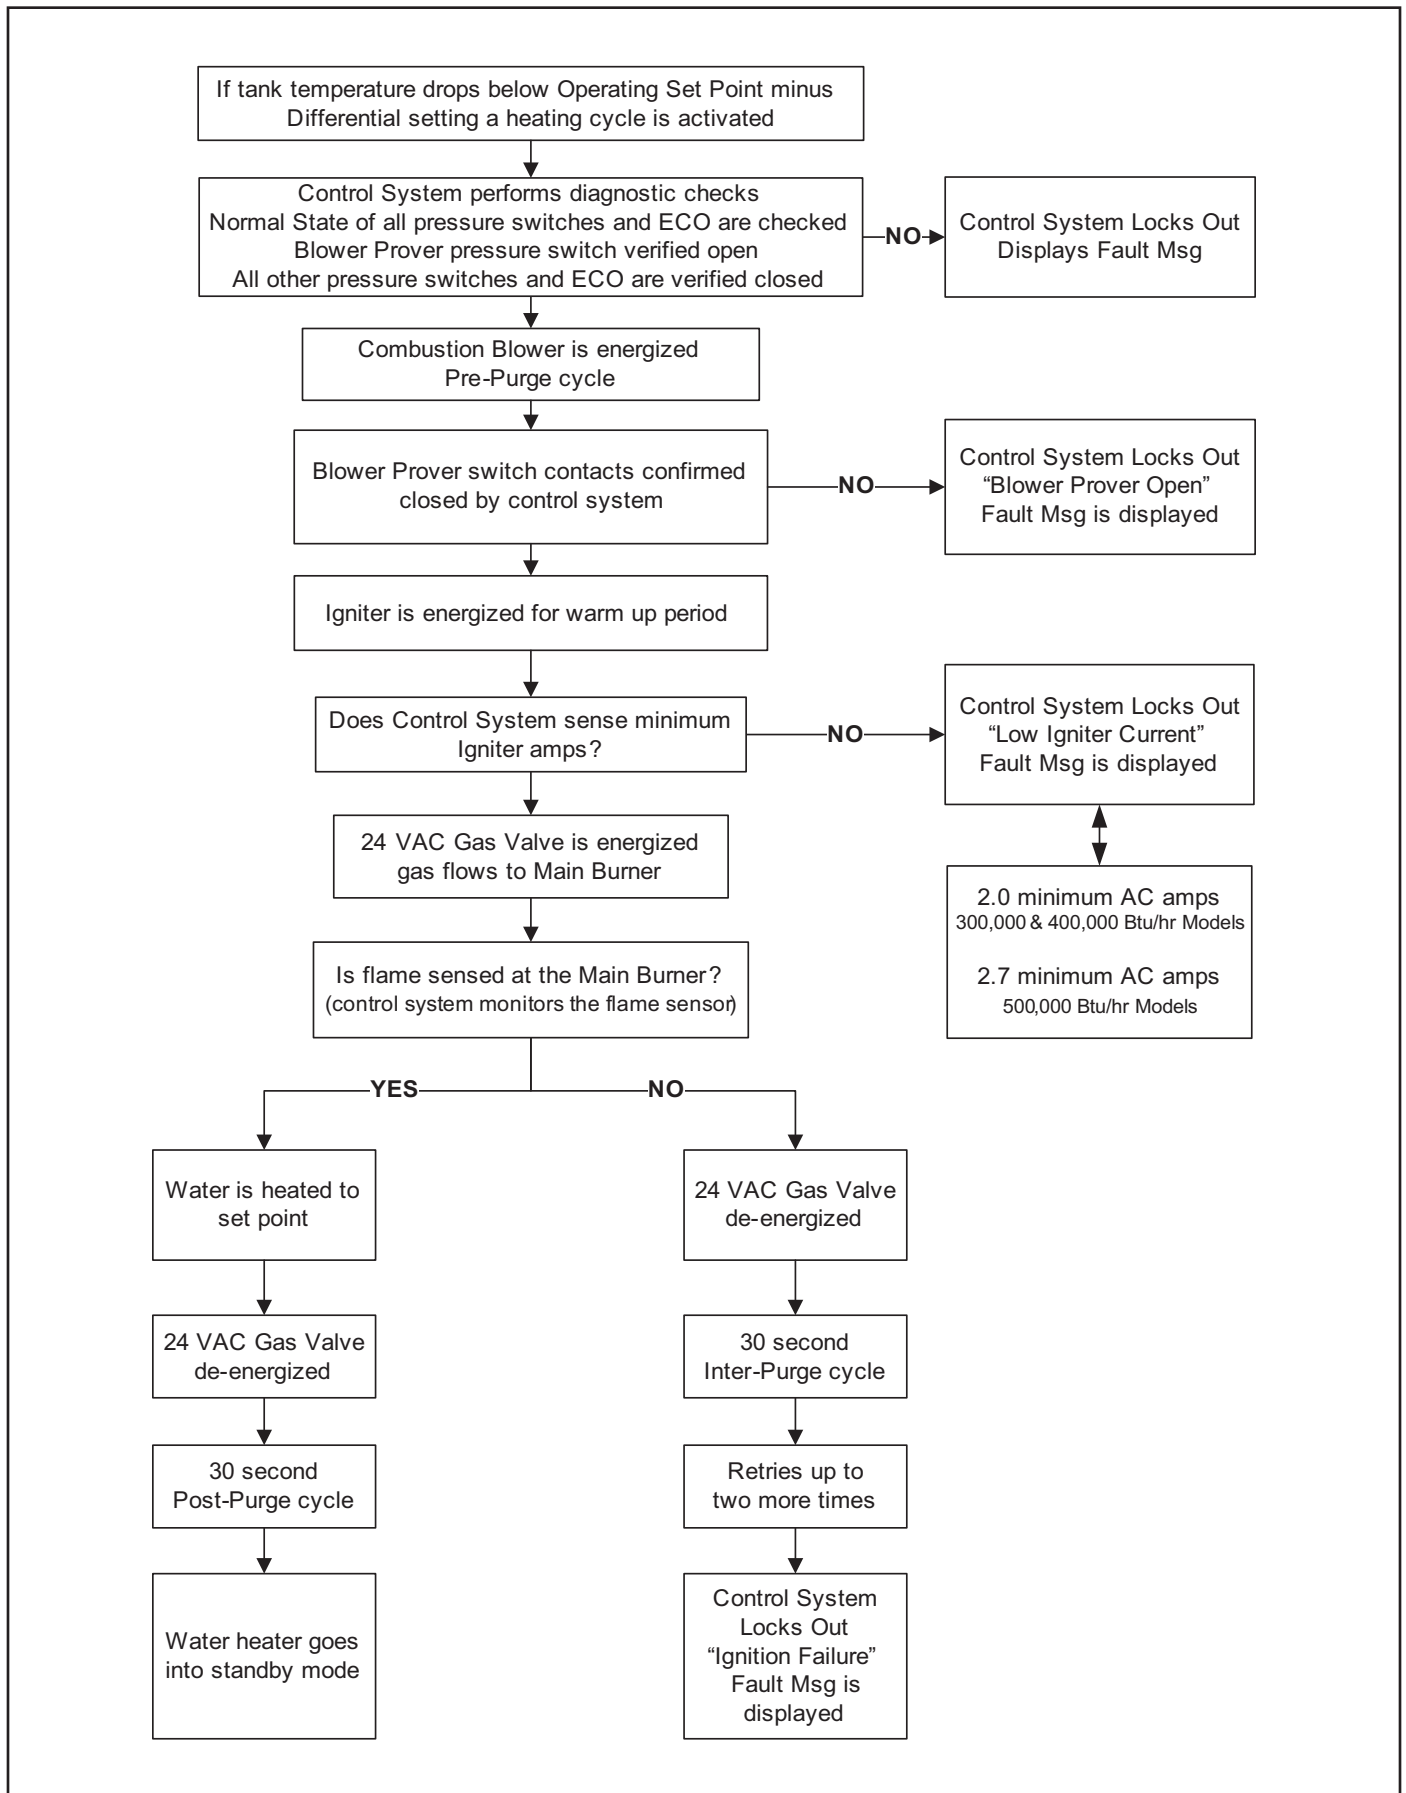 If tank temperature drops below Operating Set Point minus
Differential setting a heating cycle is activated
Control System performs diagnostic checks
Normal State of all pressure switches and ECO are checked
Blower Prover pressure switch verified open
All other pressure switches and ECO are verified closed
NO
Control System Locks Out
Displays Fault Msg
Combustion Blower is energized
Pre-Purge cycle
Blower Prover switch contacts confirmed
closed by control system
NO
Control System Locks Out
“Blower Prover Open”
Fault Msg is displayed
Igniter is energized for warm up period
Does Control System sense minimum
Igniter amps?
NO
Control System Locks Out
“Low Igniter Current”
Fault Msg is displayed
2.0 minimum AC amps
300,000 & 400,000 Btu/hr Models
2.7 minimum AC amps
500,000 Btu/hr Models
24 VAC Gas Valve is energized
gas flows to Main Burner
Is flame sensed at the Main Burner?
(control system monitors the flame sensor)
YES
NO
Water is heated to
set point
24 VAC Gas Valve
de-energized
30 second
Post-Purge cycle
Water heater goes
into standby mode
24 VAC Gas Valve
de-energized
30 second
Inter-Purge cycle
Retries up to
two more times
Control System
Locks Out
“Ignition Failure”
Fault Msg is
displayed